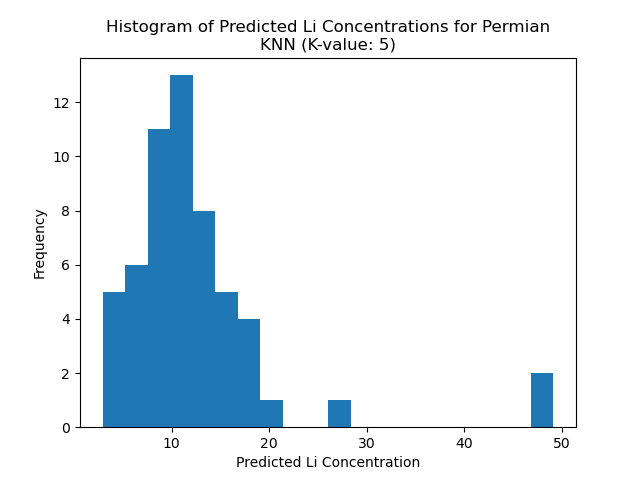 Histogram of Predicted Li Concentrations for Permian
KNN (K-value: 5)
12
10
8
6
4
2
0
Frequency
10 20 30 40 50
Predicted Li Concentration